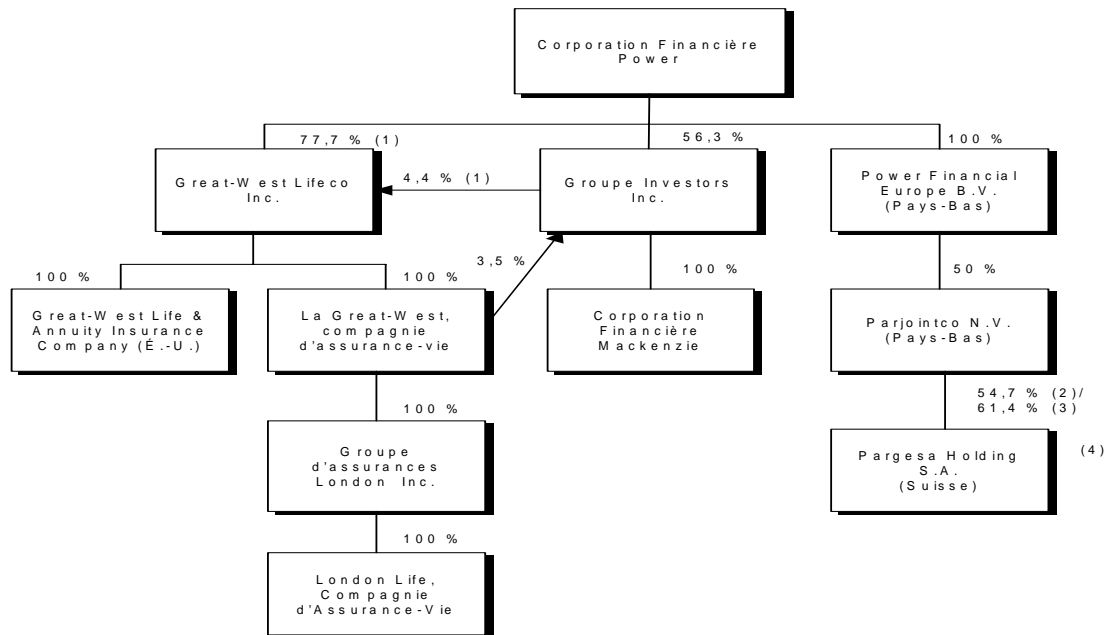 Corporation Financière
Power
77,7 % (1)
56,3 %
100 %
Great-West Lifeco
Inc.
4,4 % (1)
Groupe Investors
Inc.
Power Financial
Europe B.V.
(Pays-Bas)
100 %
100 %
3,5 %
100 %
50 %
Great-West Life &
Annuity Insurance
Company (É.-U.)
La Great-West,
compagnie
d'assurance-vie
Corporation
Financière
Mackenzie
Parjointco N.V.
(Pays-Bas)
100 %
54,7 % (2)/
61,4 % (3)
Groupe
d'assurances
London Inc.
Pargesa Holding
S.A.
(Suisse)
(4)
100 %
London Life,
Compagnie
d'Assurance-Vie